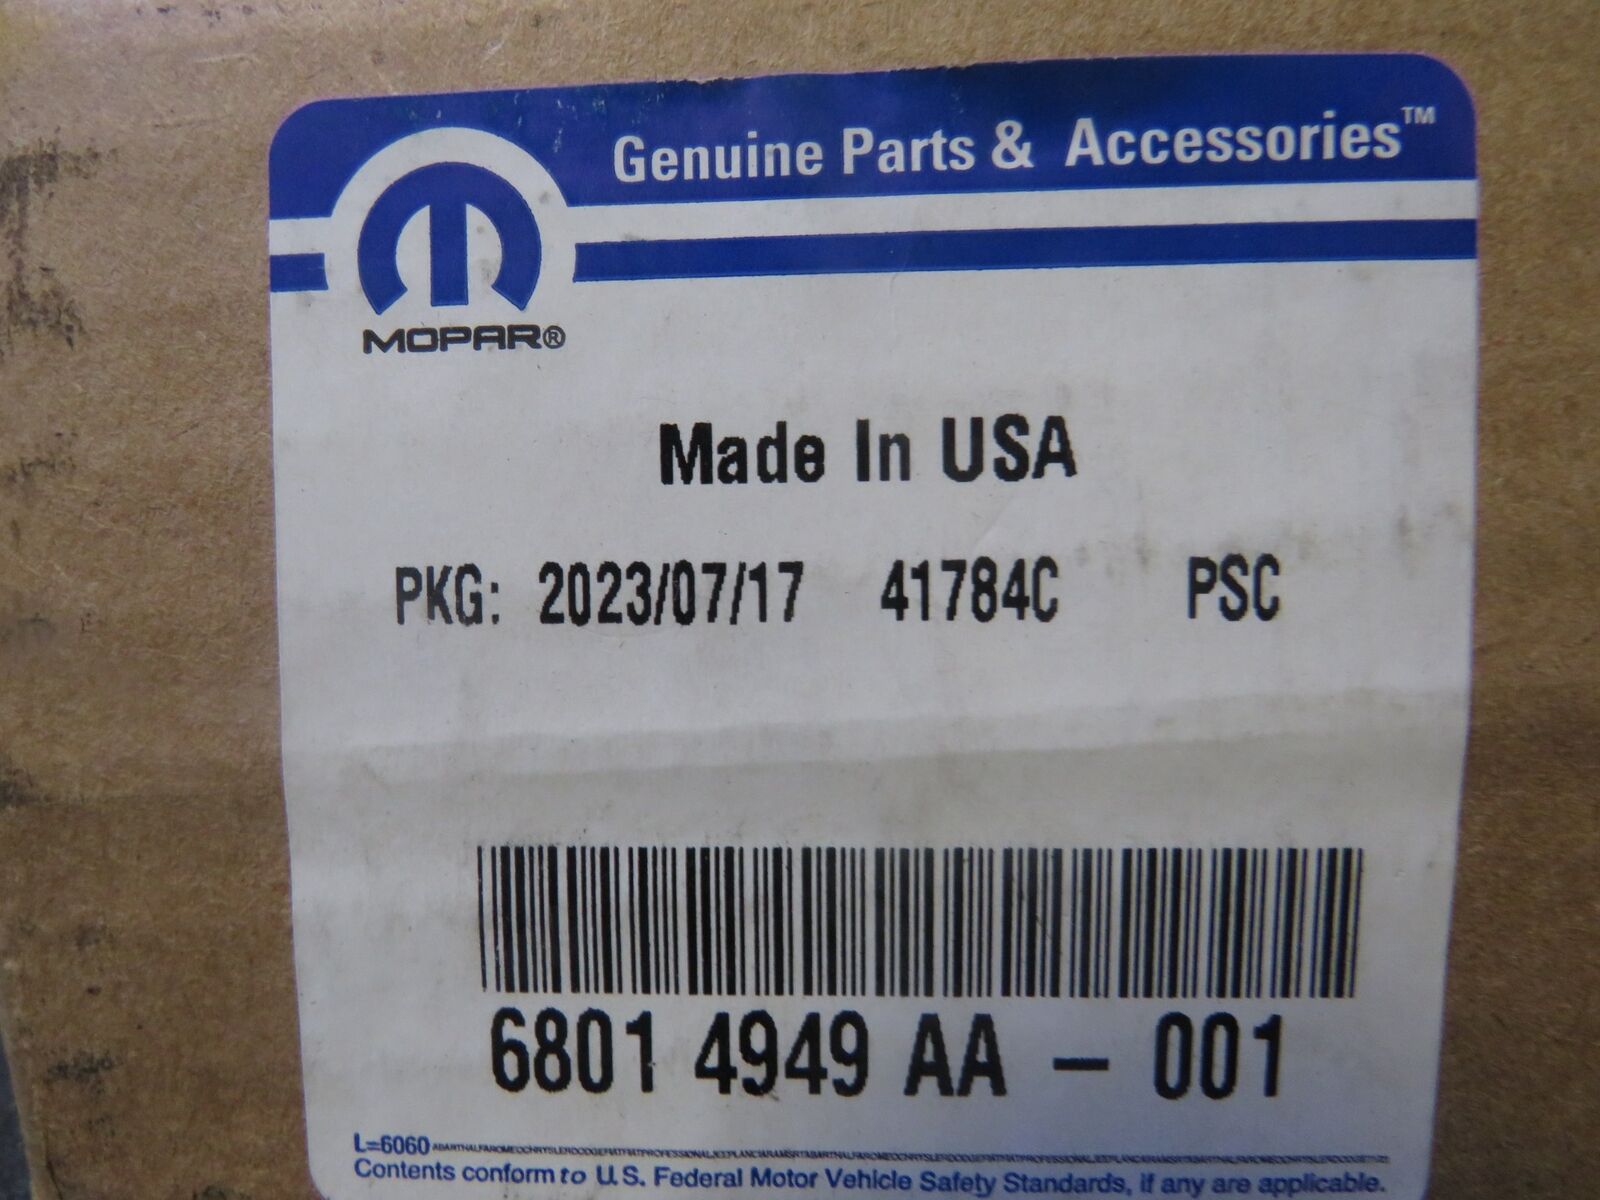 Genuine Parts & Accessories™
MOPAR®
Made In USA
PKG: 2023/07/17 41784C PSC
6801 4949 AA – 001
L=6060
Contents conform to U.S. Federal Motor Vehicle Safety Standards, if any are applicable.